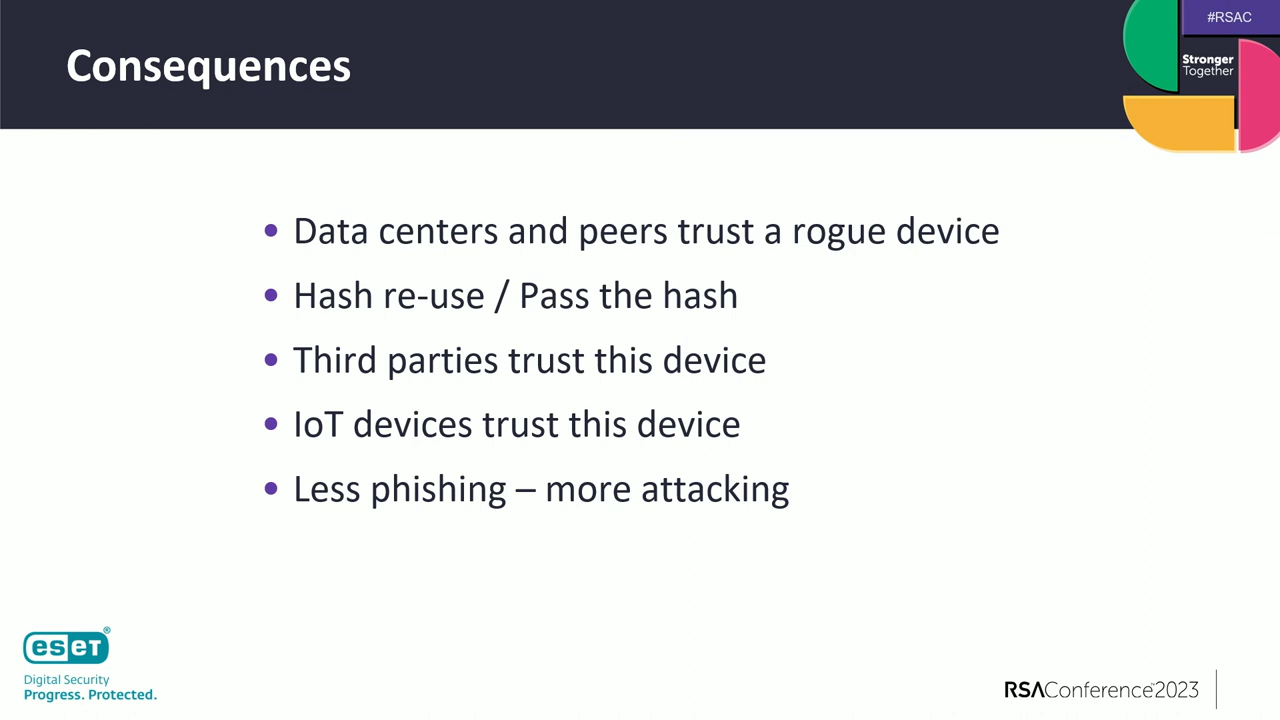 #RSAC
Stronger
Together
Consequences
• Data centers and peers trust a rogue device
• Hash re-use / Pass the hash
• Third parties trust this device
• IoT devices trust this device
• Less phishing – more attacking
eseT®
Digital Security
Progress. Protected.
RSAConference™2023